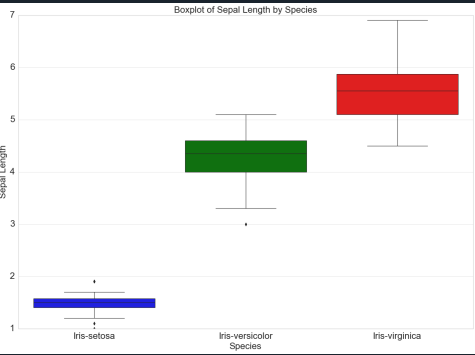 Boxplot of Sepal Length by Species
7
6
5
4
3
2
1
Sepal Length
Iris-setosa
Iris-versicolor
Iris-virginica
Species